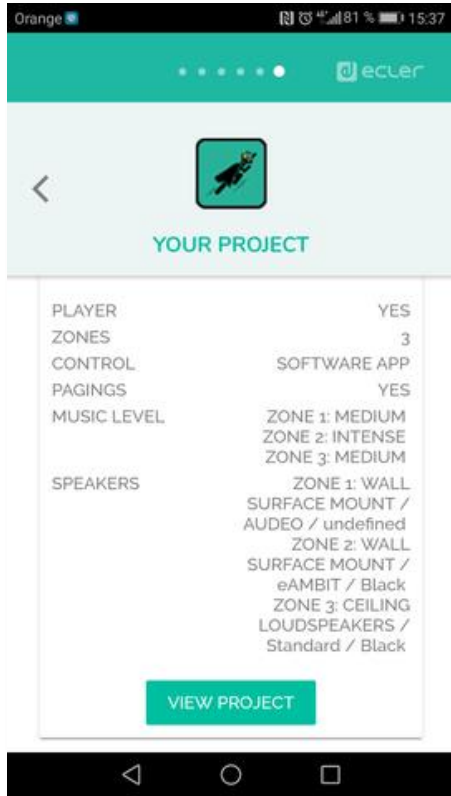 Orange 81 % 15:37
ecler
YOUR PROJECT
PLAYER YES
ZONES 3
CONTROL SOFTWARE APP
PAGINGS YES
MUSIC LEVEL ZONE 1: MEDIUM
ZONE 2: INTENSE
ZONE 3: MEDIUM
SPEAKERS ZONE 1: WALL
SURFACE MOUNT /
AUDEO / undefined
ZONE 2: WALL
SURFACE MOUNT /
eAMBIT / Black
ZONE 3: CEILING
LOUDSPEAKERS /
Standard / Black
VIEW PROJECT